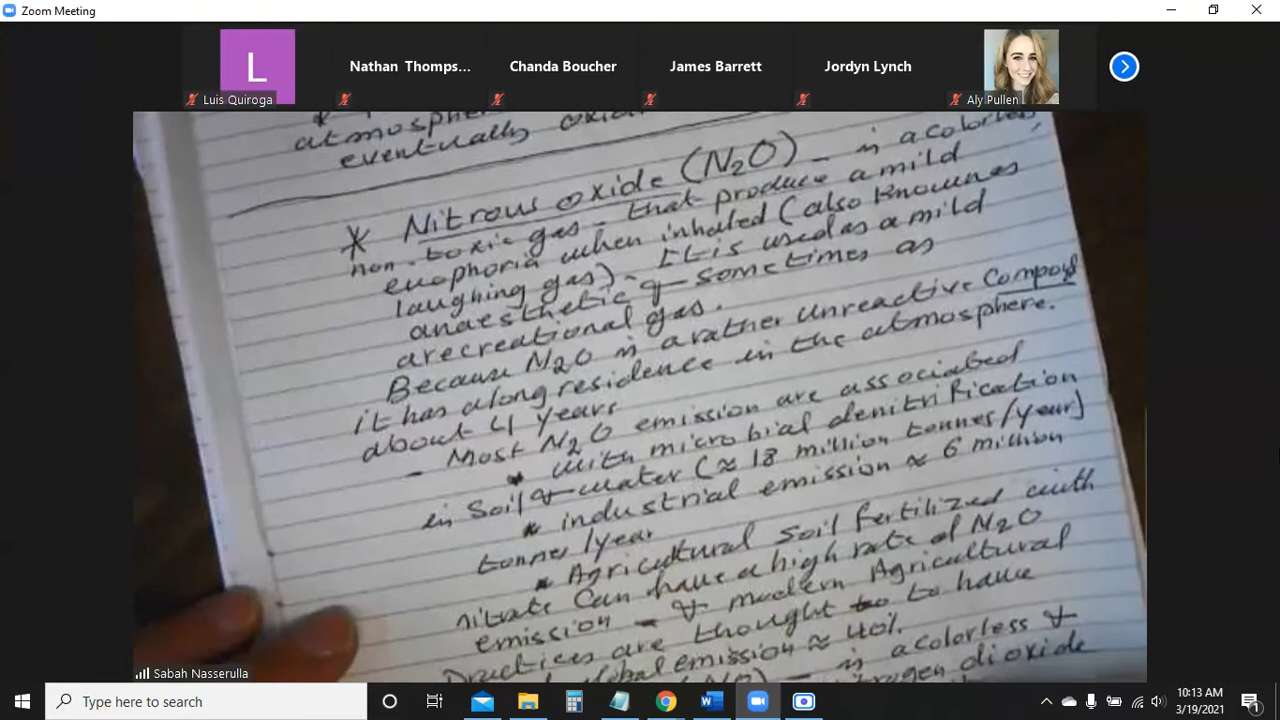 Zoom Meeting
L
Luis Quiroga
Nathan Thomps...
Chanda Boucher
James Barrett
Jordyn Lynch
Aly Pullen
atmosphere
eventually
* Nitrous oxide (N2O) - is a colorless,
non-toxic gas - that produce a mild
euophoria when inhaled (also known as
laughing gas) - It is used as a mild
anaesthetic & sometimes as
a recreational gas.
Because N2O is a rather unreactive compound
it has a long residence in the atmosphere.
about 4 years
- Most N2O emission are associated
* with microbial denitrification
in soil & water (≈ 18 million tonnes/year)
* industrial emission ≈ 6 million
tonnes/year
* Agricultural soil fertilized with
nitrate can have a high rate of N2O
emission - & modern Agricultural
Practices are thought to to have
global emission ≈ 40%.
is a colorless &
dioxide
Sabah Nasserulla
Type here to search
10:13 AM
3/19/2021
1